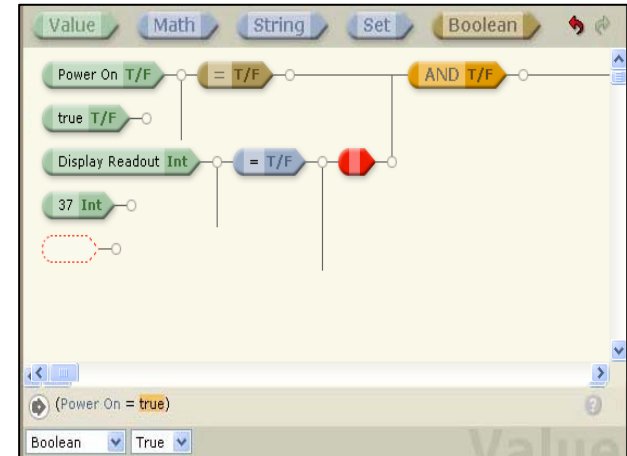 Value Math String Set Boolean
Power On T/F = T/F AND T/F
true T/F
Display Readout Int = T/F
37 Int
(Power On = true)
?
Boolean True
Value